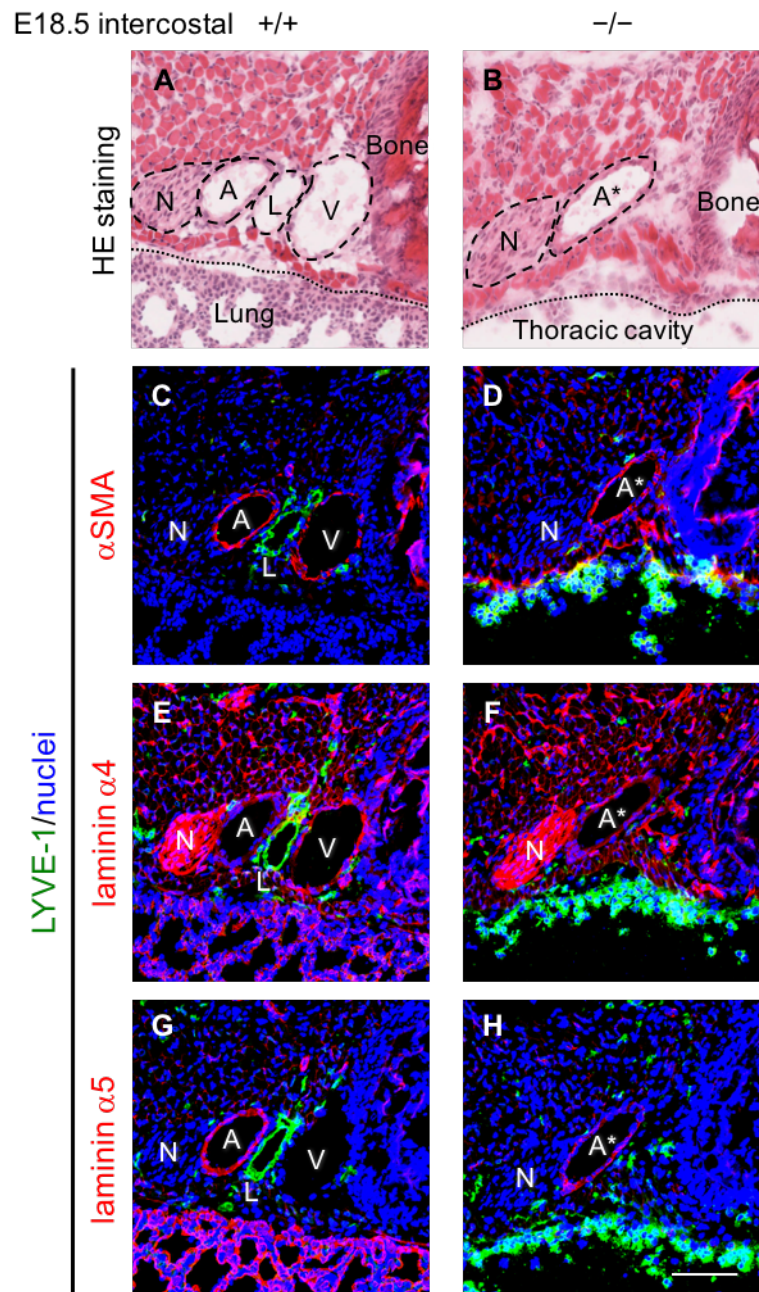 E18.5 intercostal +/+ −/−
HE staining
A
N
A
L
V
Bone
Lung
B
N
A*
Bone
Thoracic cavity
LYVE-1/nuclei
αSMA
C
N
A
L
V
D
N
A*
laminin α4
E
N
A
L
V
F
N
A*
laminin α5
G
N
A
L
V
H
N
A*